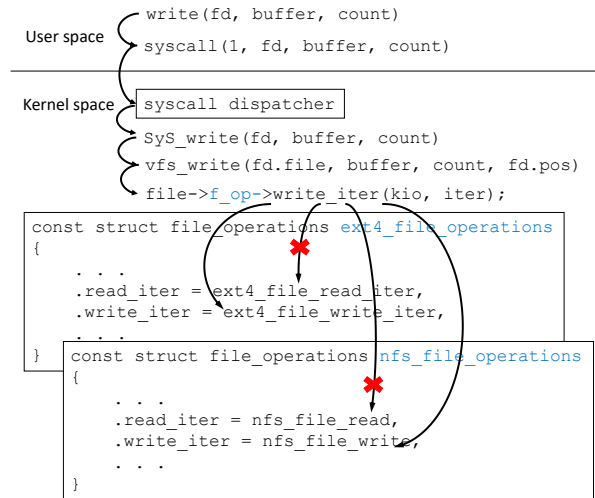 write(fd, buffer, count)
User space
syscall(1, fd, buffer, count)
Kernel space
syscall dispatcher
SyS_write(fd, buffer, count)
vfs_write(fd.file, buffer, count, fd.pos)
file->f_op->write_iter(kio, iter);
const struct file_operations ext4_file_operations
{
. . .
.read_iter = ext4_file_read_iter,
.write_iter = ext4_file_write_iter,
. . .
}
const struct file_operations nfs_file_operations
{
. . .
.read_iter = nfs_file_read,
.write_iter = nfs_file_write,
. . .
}